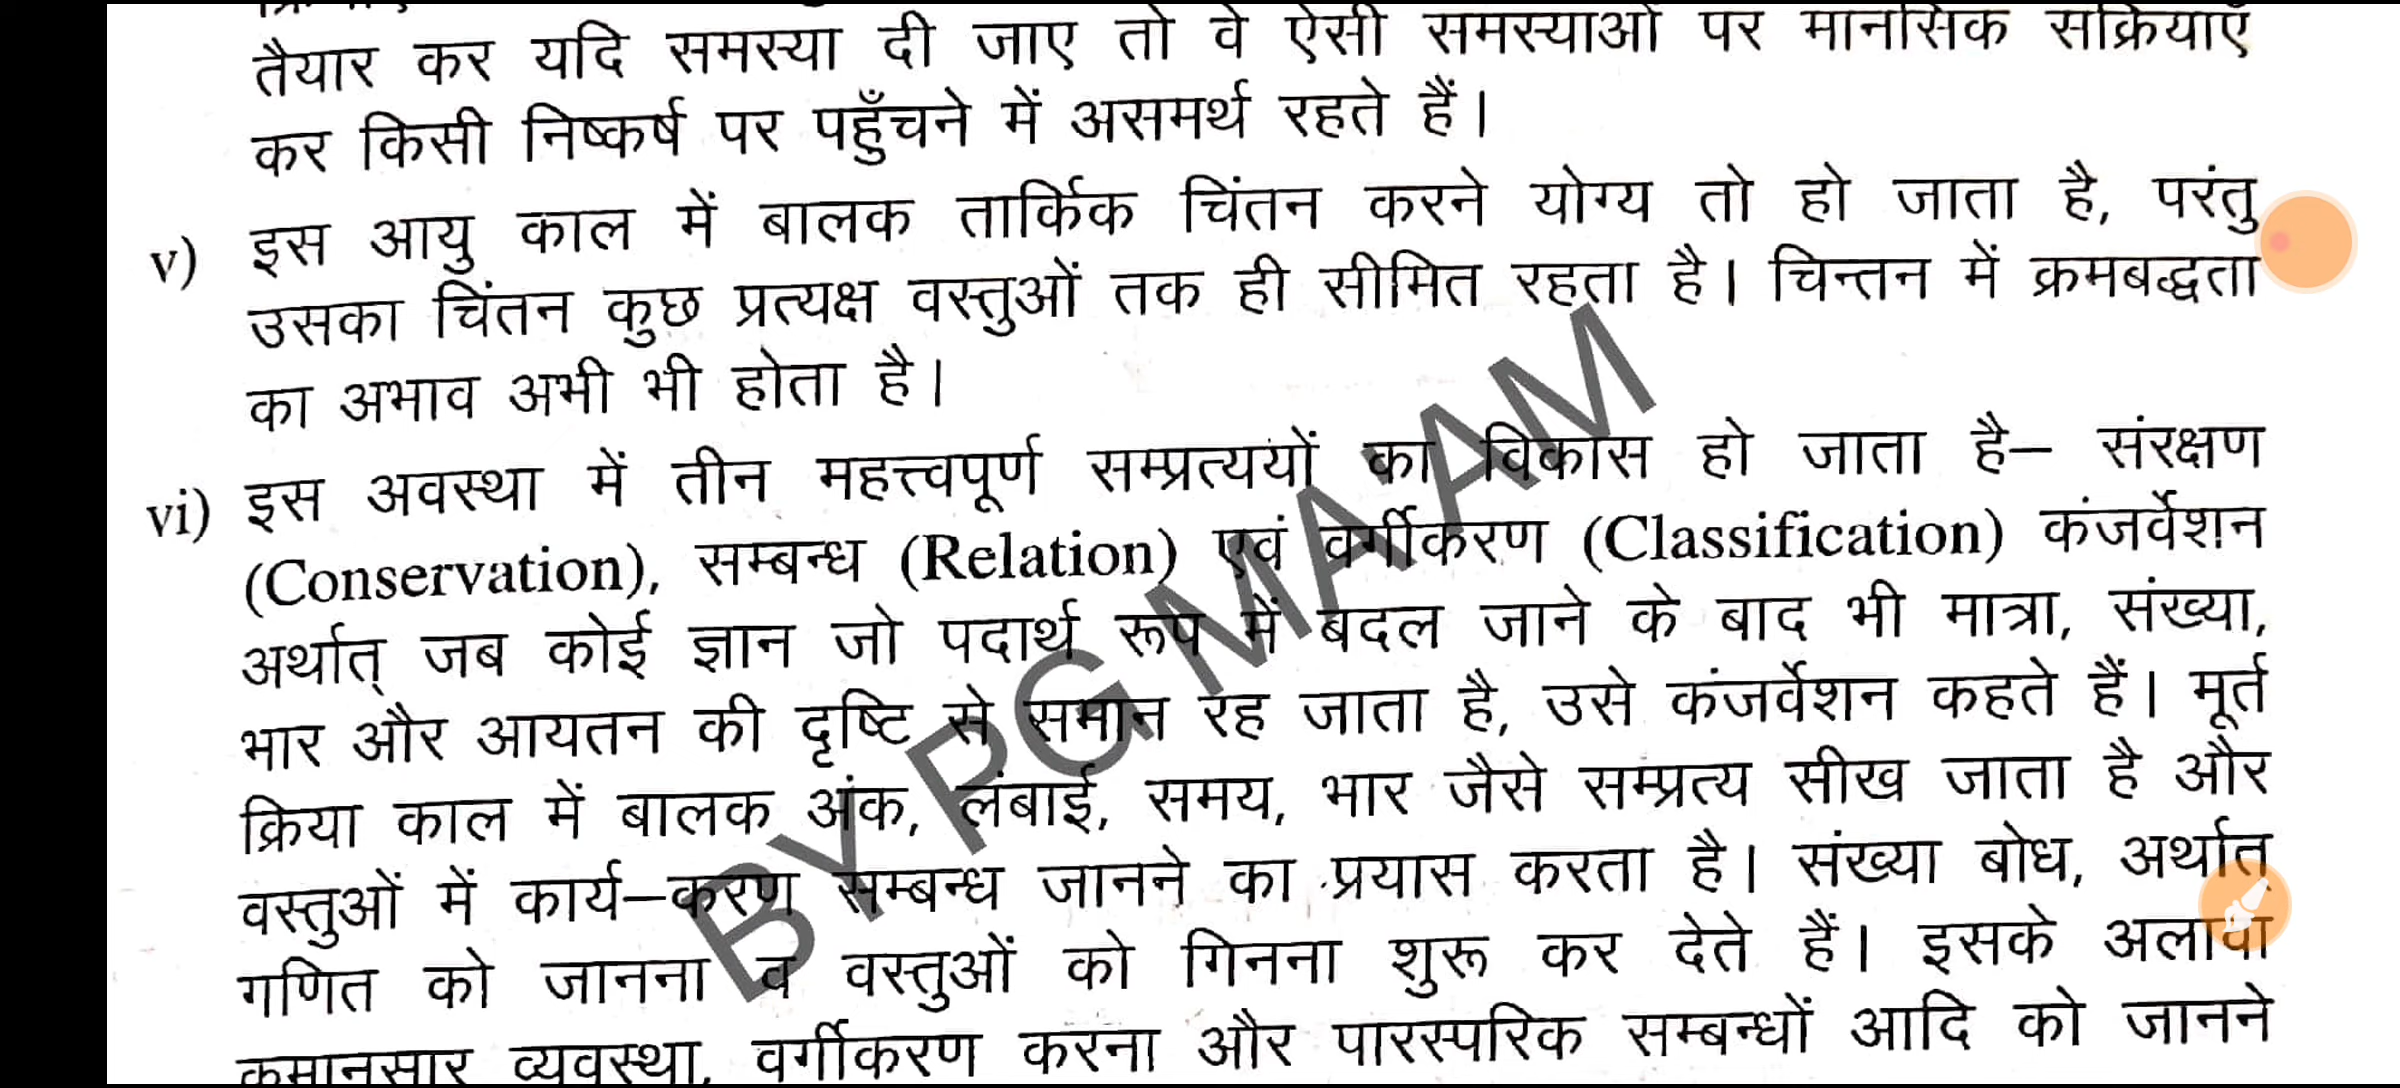 तैयार कर यदि समस्या दी जाए तो वे ऐसी समस्याओं पर मानसिक सक्रियाएँ
कर किसी निष्कर्ष पर पहुँचने में असमर्थ रहते हैं।
v) इस आयु काल में बालक तार्किक चिंतन करने योग्य तो हो जाता है, परंतु
उसका चिंतन कुछ प्रत्यक्ष वस्तुओं तक ही सीमित रहता है। चिन्तन में क्रमबद्धता
का अभाव अभी भी होता है।
vi) इस अवस्था में तीन महत्त्वपूर्ण सम्प्रत्ययों का विकास हो जाता है– संरक्षण
(Conservation), सम्बन्ध (Relation) एवं वर्गीकरण (Classification) कंजर्वेशन
अर्थात् जब कोई ज्ञान जो पदार्थ रूप में बदल जाने के बाद भी मात्रा, संख्या,
भार और आयतन की दृष्टि से समान रह जाता है, उसे कंजर्वेशन कहते हैं। मूर्त
क्रिया काल में बालक अंक, लंबाई, समय, भार जैसे सम्प्रत्य सीख जाता है और
वस्तुओं में कार्य–करण सम्बन्ध जानने का प्रयास करता है। संख्या बोध, अर्थात्
गणित को जानना व वस्तुओं को गिनना शुरू कर देते हैं। इसके अलावा
क्रमानुसार व्यवस्था, वर्गीकरण करना और पारस्परिक सम्बन्धों आदि को जानने
BY PG MA'AM